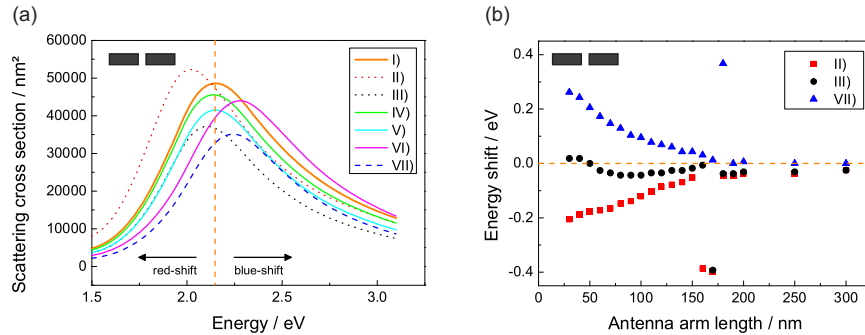 (a)
Scattering cross section / nm²
60000
50000
40000
30000
20000
10000
0
1.5
2.0
2.5
3.0
Energy / eV
I)
II)
III)
IV)
V)
VI)
VII)
red-shift
blue-shift
(b)
Energy shift / eV
0.4
0.2
0.0
-0.2
-0.4
0
50
100
150
200
250
300
Antenna arm length / nm
II)
III)
VII)